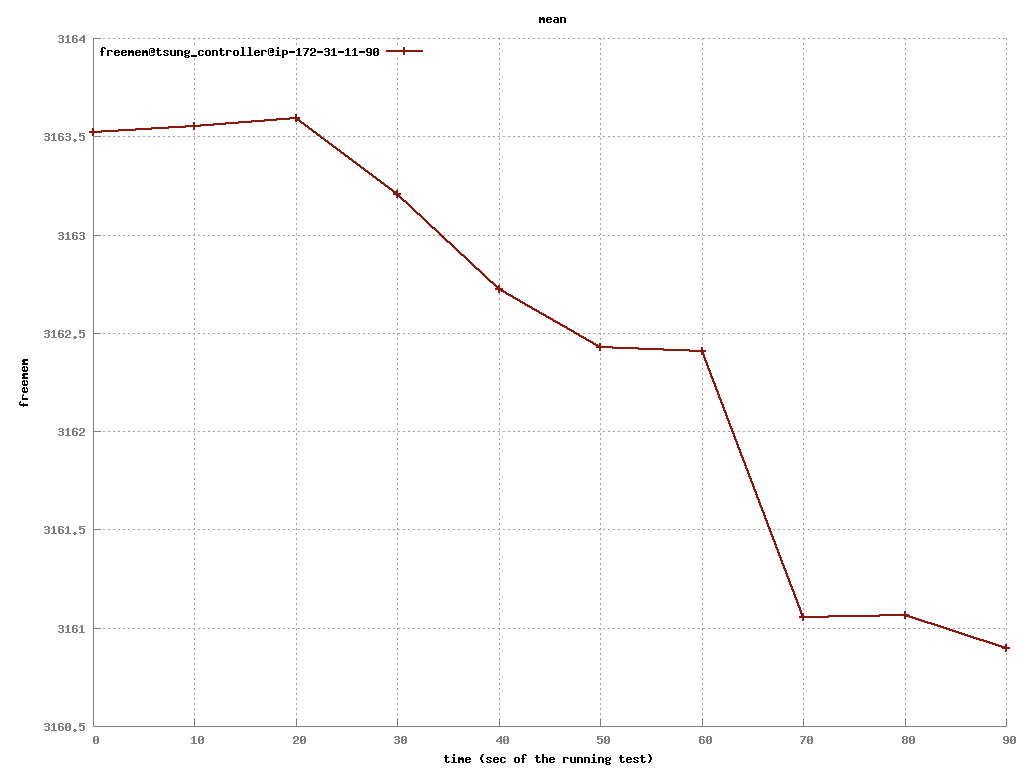 mean
3164
freemem@tsung_controller@ip-172-31-11-90
3163.5
3163
3162.5
freemem
3162
3161.5
3161
3160.5
0 10 20 30 40 50 60 70 80 90
time (sec of the running test)